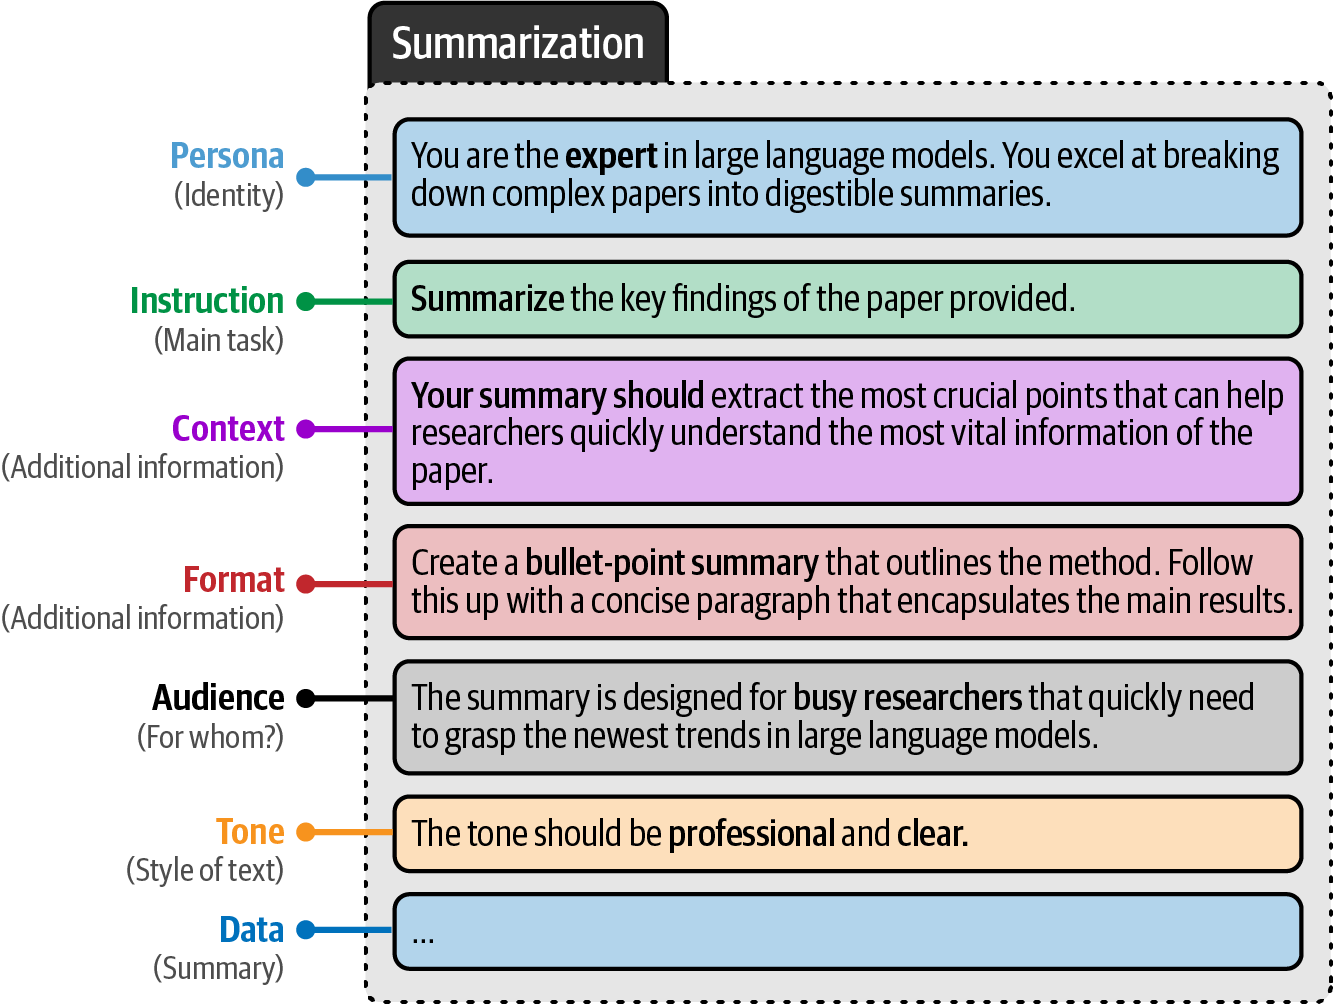 Summarization
Persona
(Identity)
You are the expert in large language models. You excel at breaking
down complex papers into digestible summaries.
Instruction
(Main task)
Summarize the key findings of the paper provided.
Context
(Additional information)
Your summary should extract the most crucial points that can help
researchers quickly understand the most vital information of the
paper.
Format
(Additional information)
Create a bullet-point summary that outlines the method. Follow
this up with a concise paragraph that encapsulates the main results.
Audience
(For whom?)
The summary is designed for busy researchers that quickly need
to grasp the newest trends in large language models.
Tone
(Style of text)
The tone should be professional and clear.
Data
(Summary)
...